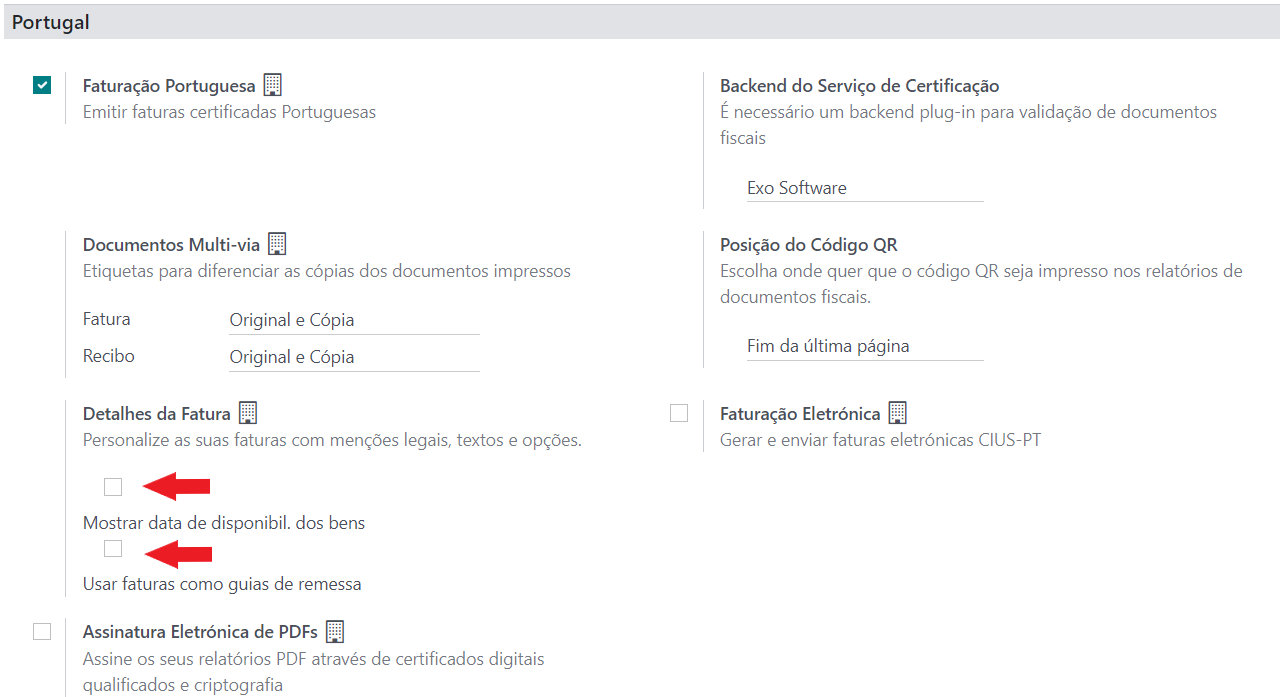 Portugal
Faturação Portuguesa
Emitir faturas certificadas Portuguesas
Backend do Serviço de Certificação
É necessário um backend plug-in para validação de documentos
fiscais
Exo Software
Documentos Multi-via
Etiquetas para diferenciar as cópias dos documentos impressos
Fatura
Original e Cópia
Recibo
Original e Cópia
Posição do Código QR
Escolha onde quer que o código QR seja impresso nos relatórios de
documentos fiscais.
Fim da última página
Detalhes da Fatura
Personalize as suas faturas com menções legais, textos e opções.
Mostrar data de disponibil. dos bens
Usar faturas como guias de remessa
Faturação Eletrónica
Gerar e enviar faturas eletrónicas CIUS-PT
Assinatura Eletrónica de PDFs
Assine os seus relatórios PDF através de certificados digitais
qualificados e criptografia